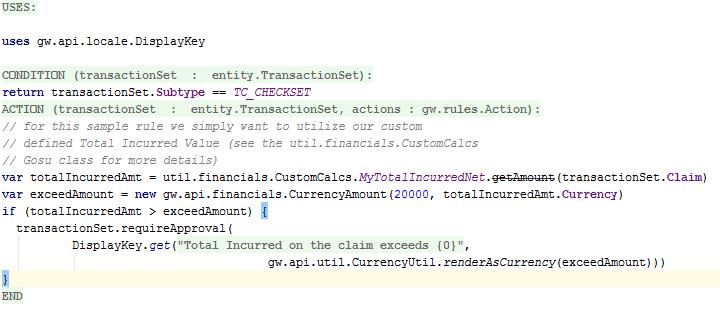 USES:
uses gw.api.locale.DisplayKey
CONDITION (transactionSet  :  entity.TransactionSet):
return transactionSet.Subtype == TC_CHECKSET
ACTION (transactionSet  :  entity.TransactionSet, actions : gw.rules.Action):
// for this sample rule we simply want to utilize our custom
// defined Total Incurred Value (see the util.financials.CustomCalcs
// Gosu class for more details)
var totalIncurredAmt = util.financials.CustomCalcs.MyTotalIncurredNet.getAmount(transactionSet.Claim)
var exceedAmount = new gw.api.financials.CurrencyAmount(20000, totalIncurredAmt.Currency)
if (totalIncurredAmt > exceedAmount) {
  transactionSet.requireApproval(
          DisplayKey.get("Total Incurred on the claim exceeds {0}",
                                      gw.api.util.CurrencyUtil.renderAsCurrency(exceedAmount)))
}
END